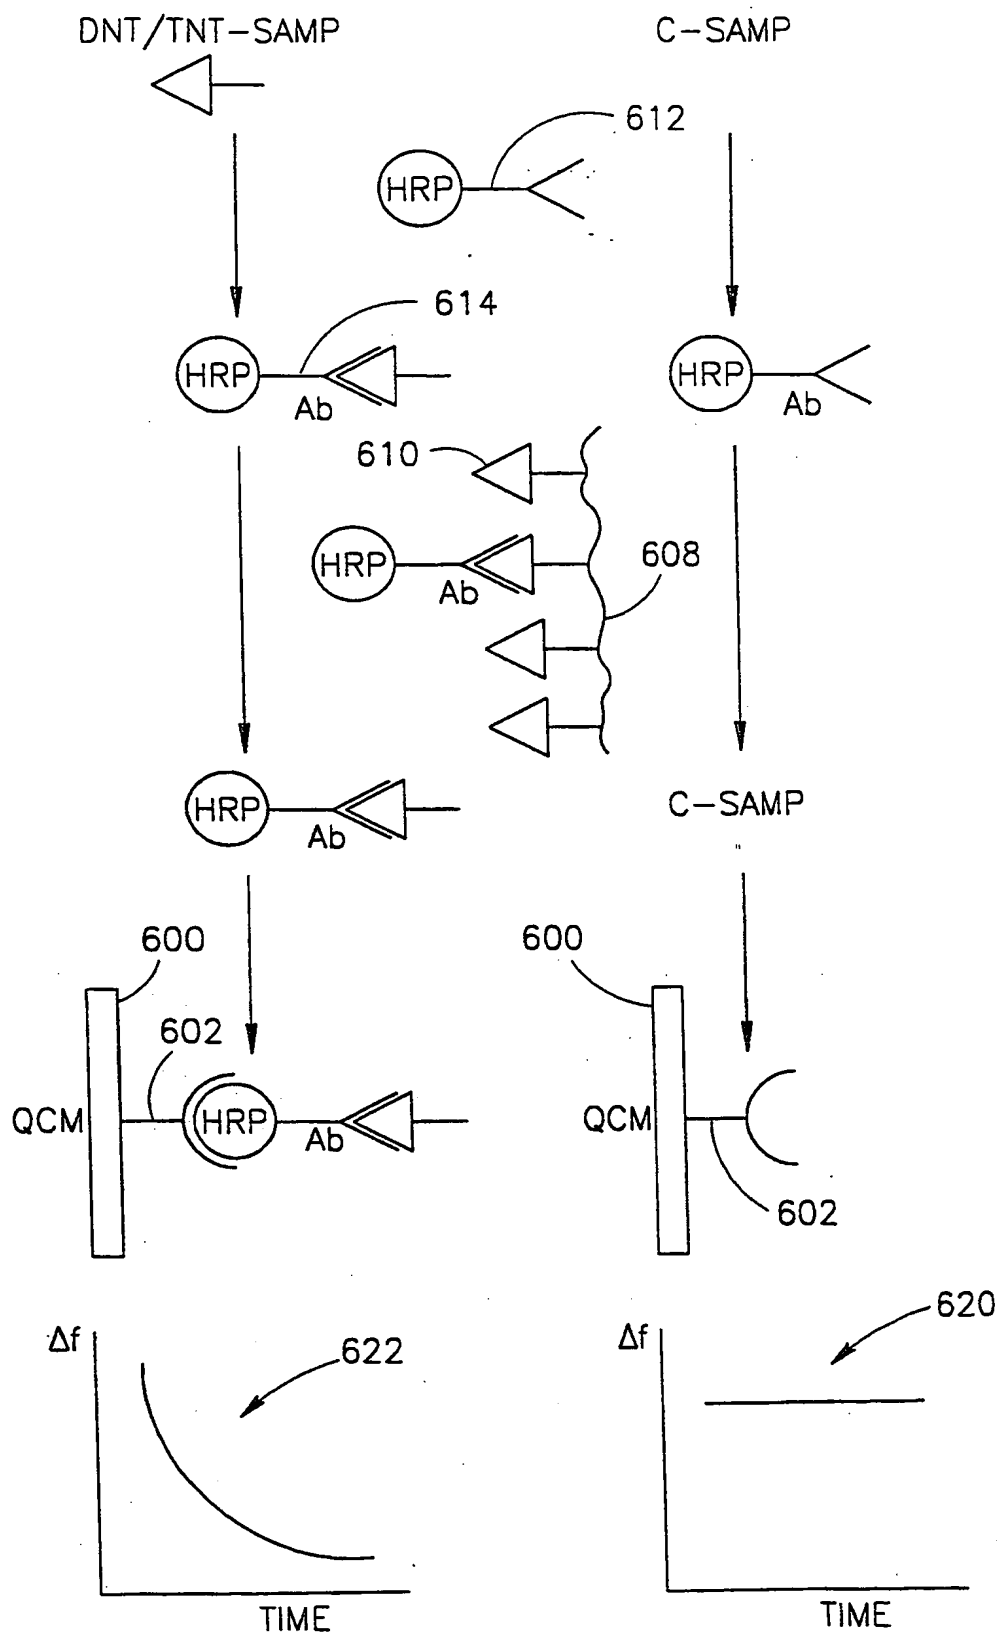 DNT/TNT-SAMP
C-SAMP
612
HRP
614
HRP
Ab
HRP
Ab
610
608
HRP
Ab
HRP
Ab
C-SAMP
600
600
602
QCM
HRP
Ab
QCM
602
Δf
622
TIME
Δf
620
TIME